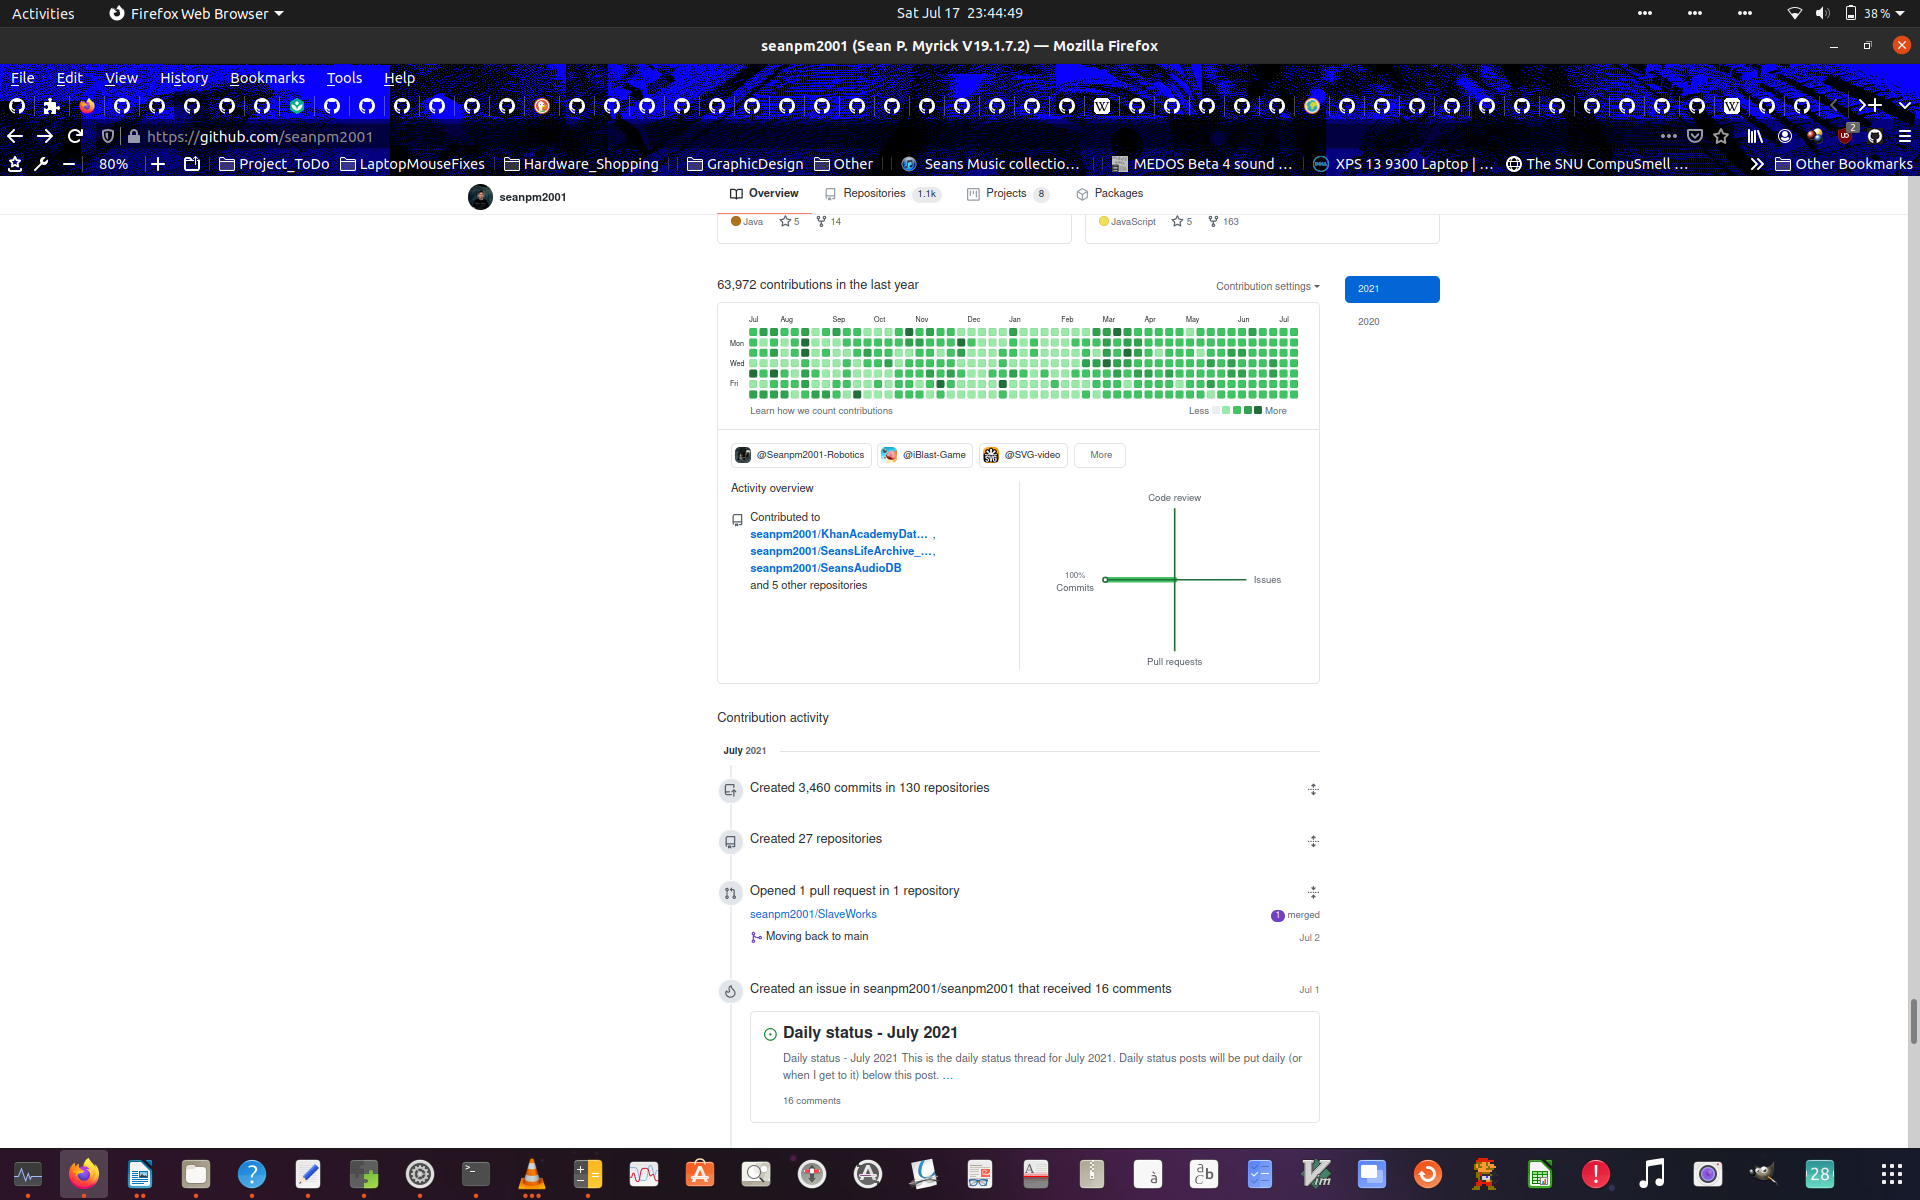 Activities
Firefox Web Browser
Sat Jul 17 23:44:49
38 %
seanpm2001 (Sean P. Myrick V19.1.7.2) — Mozilla Firefox
File Edit View History Bookmarks Tools Help
https://github.com/seanpm2001
2
80%
Project_ToDo
LaptopMouseFixes
Hardware_Shopping
GraphicDesign
Other
Seans Music collectio…
MEDOS Beta 4 sound …
XPS 13 9300 Laptop | …
The SNU CompuSmell …
Other Bookmarks
seanpm2001
Overview
Repositories 1.1k
Projects 8
Packages
Java 5 14
JavaScript 5 163
63,972 contributions in the last year
Contribution settings
2021
2020
Jul Aug Sep Oct Nov Dec Jan Feb Mar Apr May Jun Jul
Mon
Wed
Fri
Learn how we count contributions
Less More
@Seanpm2001-Robotics
@iBlast-Game
@SVG-video
More
Activity overview
Contributed to
seanpm2001/KhanAcademyDat… ,
seanpm2001/SeansLifeArchive_…,
seanpm2001/SeansAudioDB
and 5 other repositories
Code review
100%
Commits
Issues
Pull requests
Contribution activity
July 2021
Created 3,460 commits in 130 repositories
Created 27 repositories
Opened 1 pull request in 1 repository
seanpm2001/SlaveWorks
1 merged
Moving back to main
Jul 2
Created an issue in seanpm2001/seanpm2001 that received 16 comments
Jul 1
Daily status - July 2021
Daily status - July 2021 This is the daily status thread for July 2021. Daily status posts will be put daily (or
when I get to it) below this post. …
16 comments
28